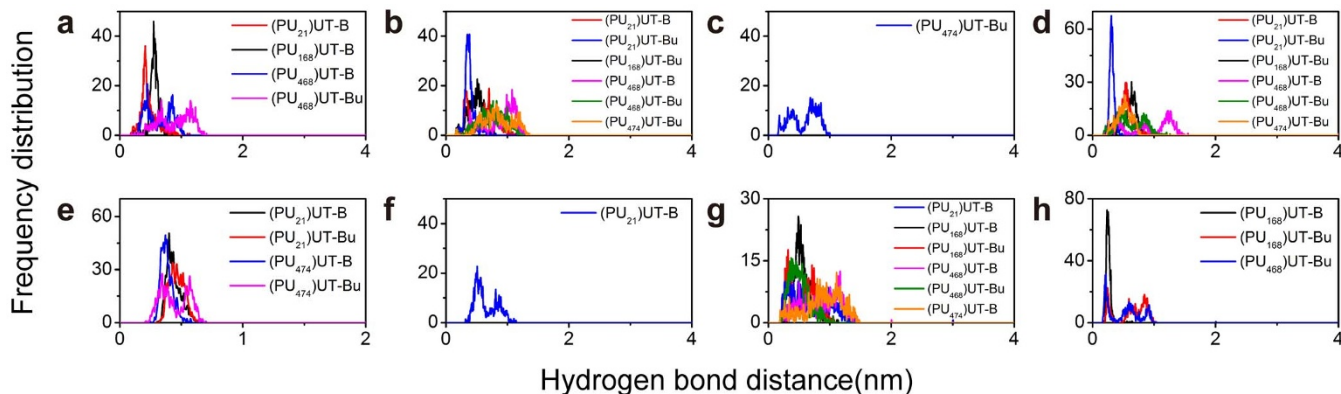 Frequency distribution
a
40
20
0
0
2
4
(PU21)UT-B
(PU168)UT-B
(PU468)UT-B
(PU468)UT-Bu
b
40
20
0
0
2
4
(PU21)UT-B
(PU21)UT-Bu
(PU168)UT-Bu
(PU468)UT-B
(PU468)UT-Bu
(PU474)UT-Bu
c
40
20
0
0
2
4
(PU474)UT-Bu
d
60
30
0
0
2
4
(PU21)UT-B
(PU21)UT-Bu
(PU168)UT-Bu
(PU468)UT-B
(PU468)UT-Bu
(PU474)UT-Bu
e
60
30
0
0
1
2
(PU21)UT-B
(PU21)UT-Bu
(PU474)UT-B
(PU474)UT-Bu
f
40
20
0
0
2
4
(PU21)UT-B
g
30
15
0
0
2
4
(PU21)UT-B
(PU168)UT-B
(PU168)UT-Bu
(PU468)UT-B
(PU468)UT-Bu
(PU474)UT-Bu
h
80
40
0
0
2
4
(PU168)UT-B
(PU168)UT-Bu
(PU468)UT-Bu
Hydrogen bond distance(nm)